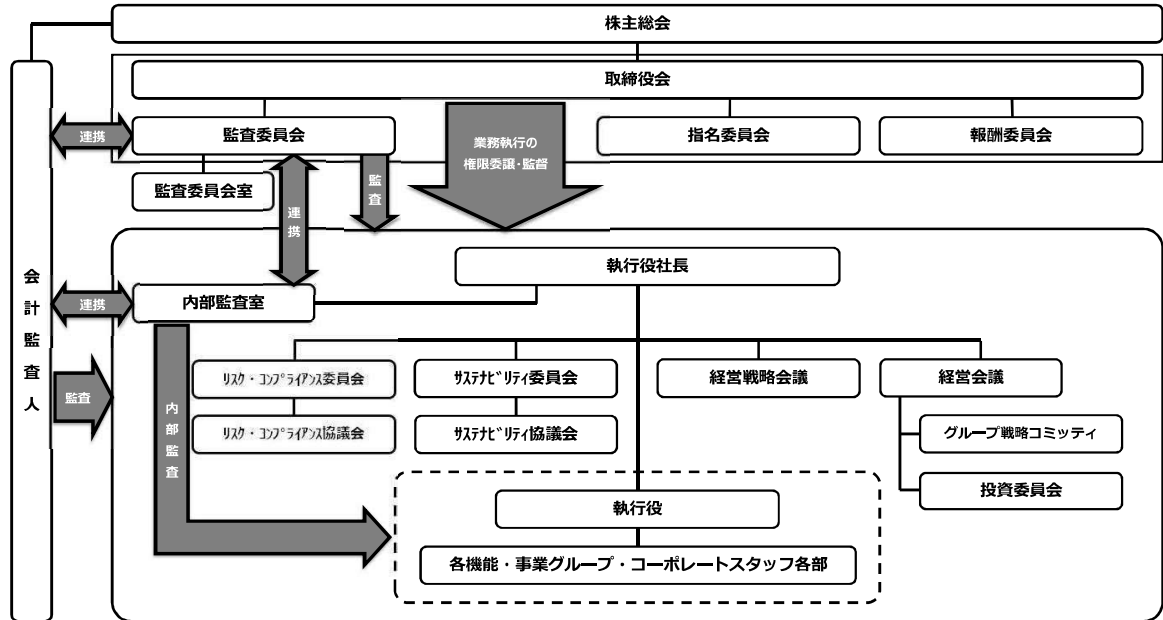 株主総会
取締役会
連携
監査委員会
業務執行の
権限委譲・監督
指名委員会
報酬委員会
監査委員会室
連携
監査
執行役社長
会計監査人
連携
内部監査室
監査
内部監査
ﾘｽｸ・ｺﾝﾌﾟﾗｲｱﾝｽ委員会
ｻｽﾃﾅﾋﾞﾘﾃｨ委員会
経営戦略会議
経営会議
ﾘｽｸ・ｺﾝﾌﾟﾗｲｱﾝｽ協議会
ｻｽﾃﾅﾋﾞﾘﾃｨ協議会
グループ戦略コミッティ
投資委員会
執行役
各機能・事業グループ・コーポレートスタッフ各部